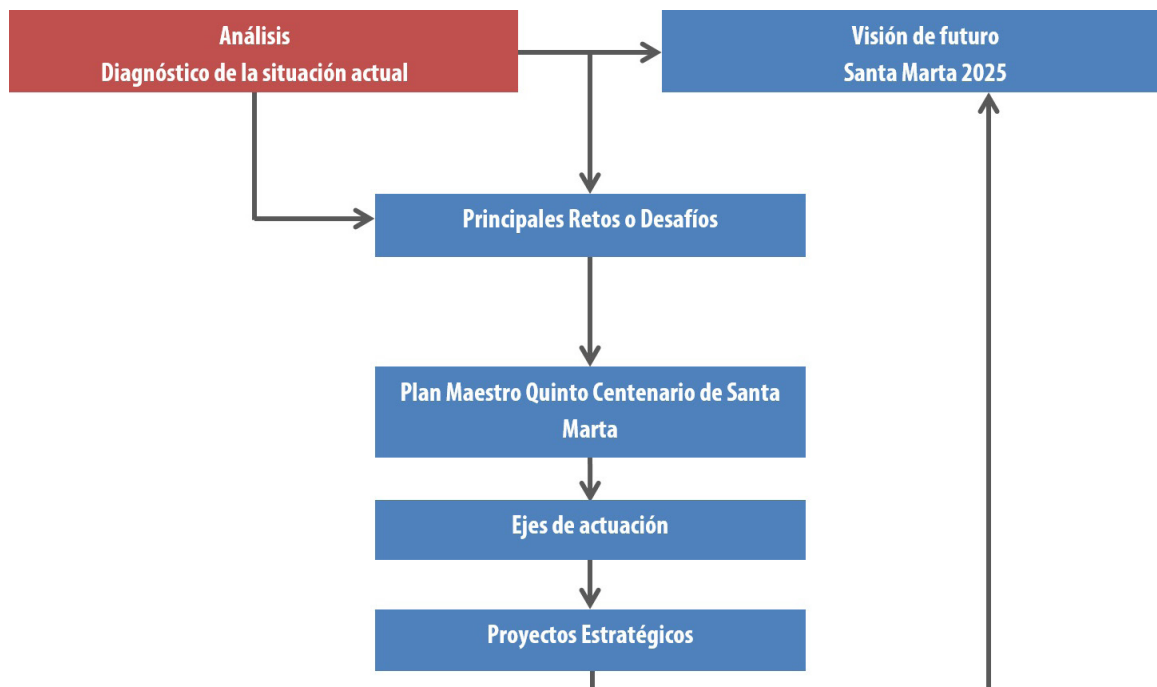 Análisis
Diagnóstico de la situación actual
Visión de futuro
Santa Marta 2025
Principales Retos o Desafíos
Plan Maestro Quinto Centenario de Santa
Marta
Ejes de actuación
Proyectos Estratégicos